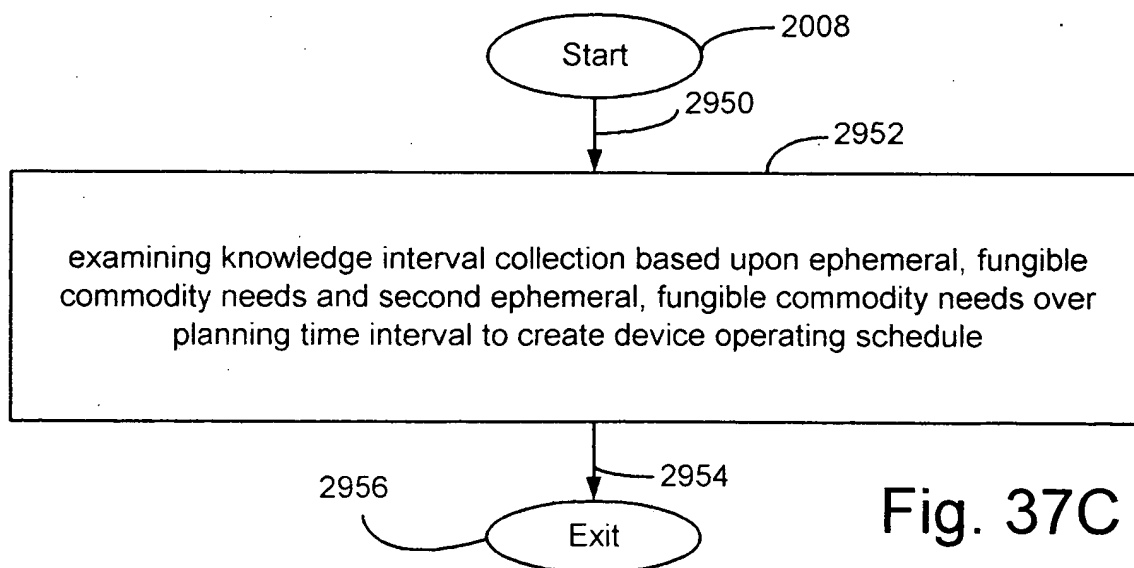 Start
2008
2950
2952
examining knowledge interval collection based upon ephemeral, fungible
commodity needs and second ephemeral, fungible commodity needs over
planning time interval to create device operating schedule
2954
2956
Exit
Fig. 37C